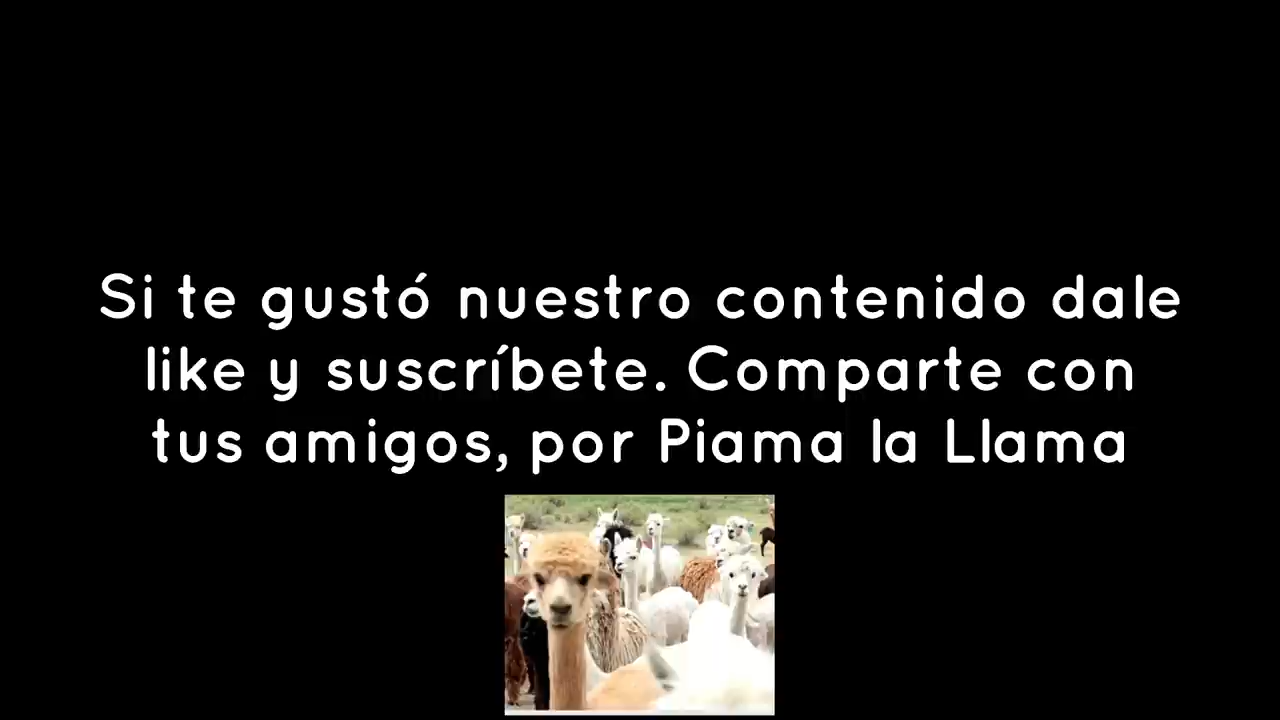 Si te gustó nuestro contenido dale
like y suscríbete. Comparte con
tus amigos, por Piama la Llama